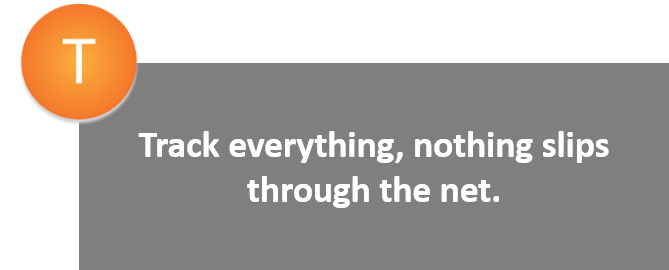 T
Track everything, nothing slips
through the net.